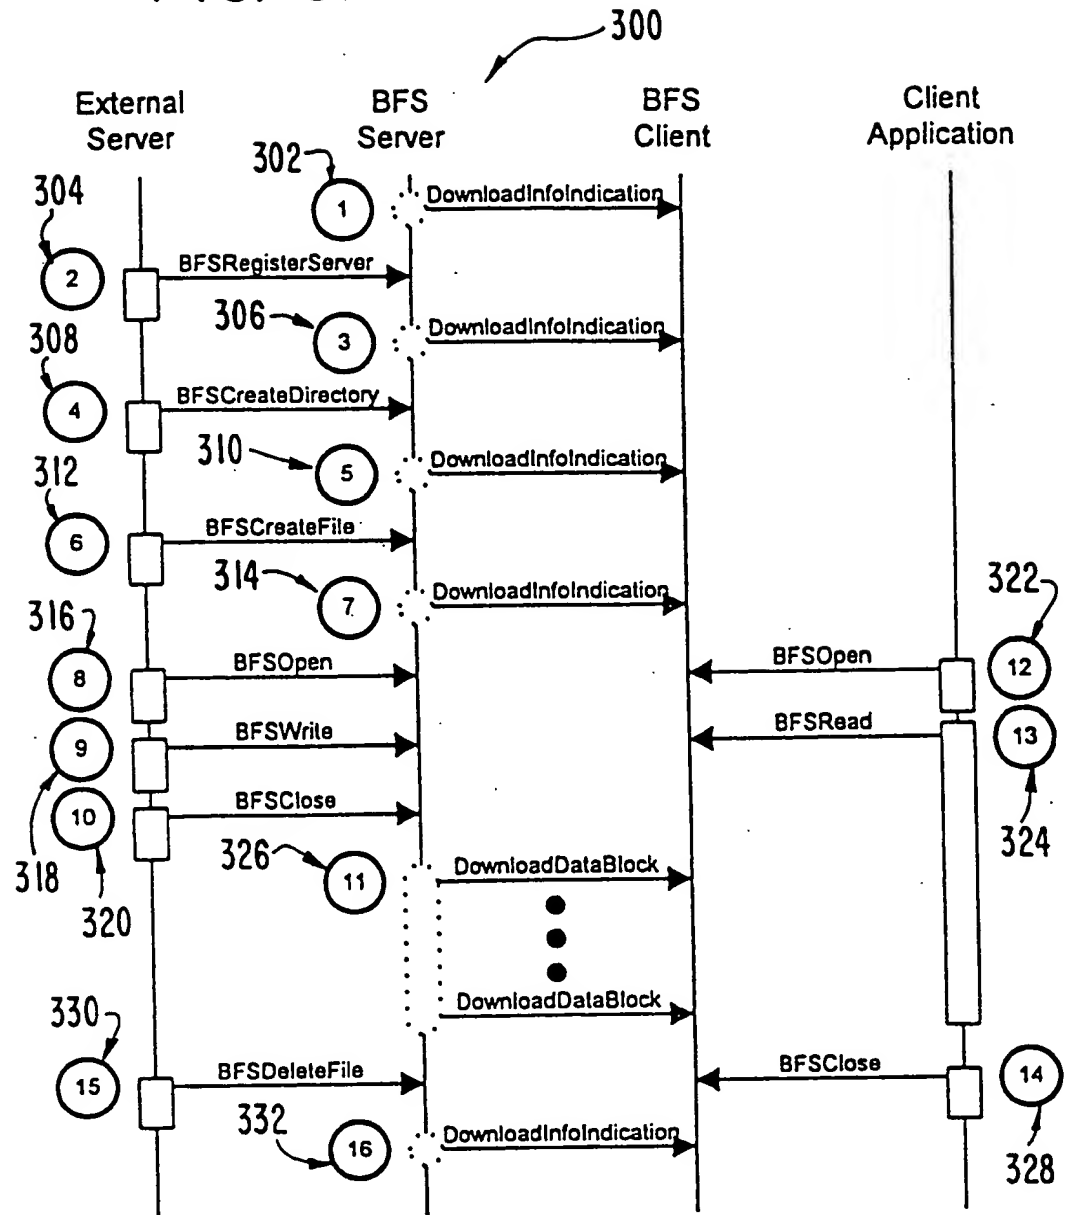 300
External Server
BFS Server
BFS Client
Client Application
302
1
DownloadInfoIndication
304
2
BFSRegisterServer
306
3
DownloadInfoIndication
308
4
BFSCreateDirectory
310
5
DownloadInfoIndication
312
6
BFSCreateFile
314
7
DownloadInfoIndication
316
8
BFSOpen
BFSOpen
12
322
9
BFSWrite
BFSRead
13
318
324
10
BFSClose
320
326
11
DownloadDataBlock
DownloadDataBlock
330
15
BFSDeleteFile
BFSClose
14
328
332
16
DownloadInfoIndication